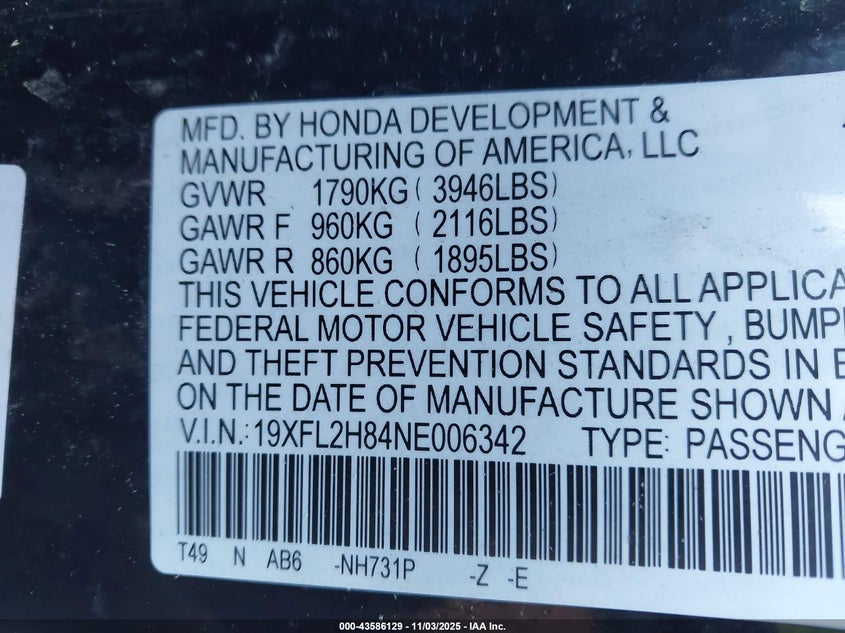 MFD. BY HONDA DEVELOPMENT &
MANUFACTURING OF AMERICA, LLC
GVWR 1790KG ( 3946LBS)
GAWR F 960KG ( 2116LBS)
GAWR R 860KG ( 1895LBS)
THIS VEHICLE CONFORMS TO ALL APPLICA
FEDERAL MOTOR VEHICLE SAFETY , BUMP
AND THEFT PREVENTION STANDARDS IN E
ON THE DATE OF MANUFACTURE SHOWN A
V.I.N.: 19XFL2H84NE006342 TYPE: PASSENG
T49 N AB6 -NH731P -Z -E
000-43586129 - 11/03/2025 - IAA Inc.